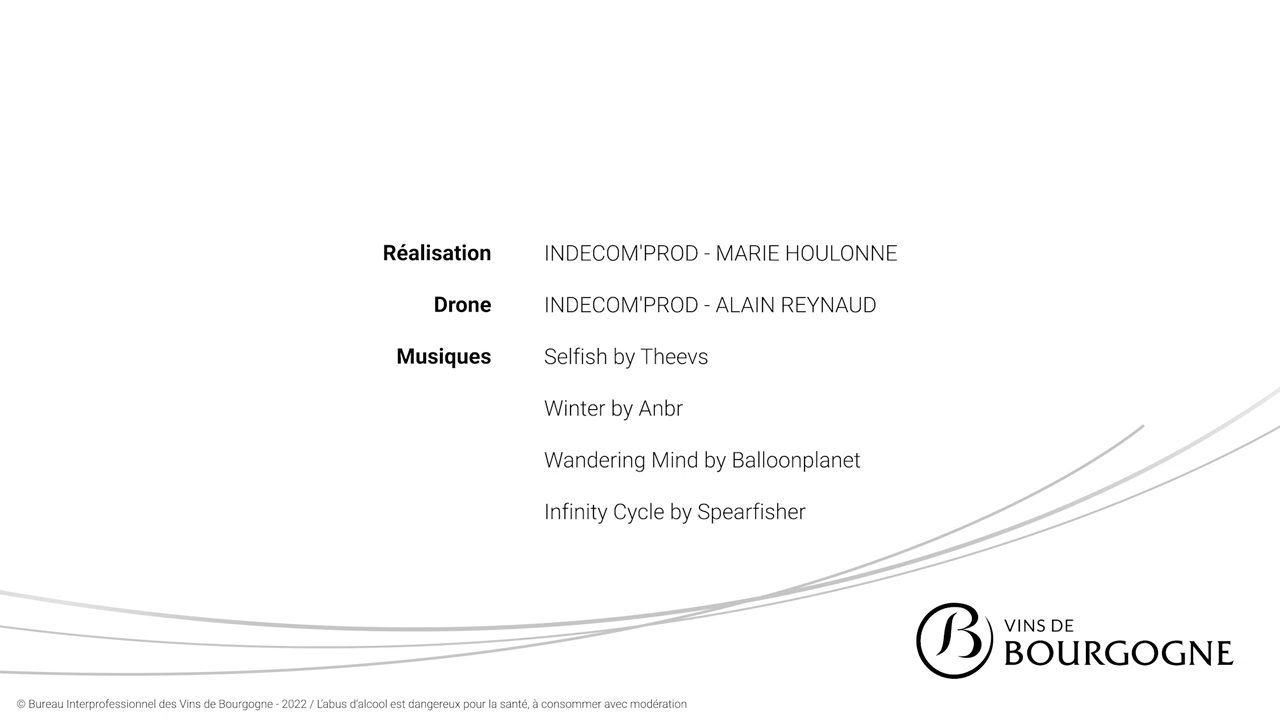 Réalisation INDECOM'PROD - MARIE HOULONNE
Drone INDECOM'PROD - ALAIN REYNAUD
Musiques Selfish by Theevs
Winter by Anbr
Wandering Mind by Balloonplanet
Infinity Cycle by Spearfisher
B VINS DE
BOURGOGNE
© Bureau Interprofessionnel des Vins de Bourgogne - 2022 / L'abus d'alcool est dangereux pour la santé, à consommer avec modération